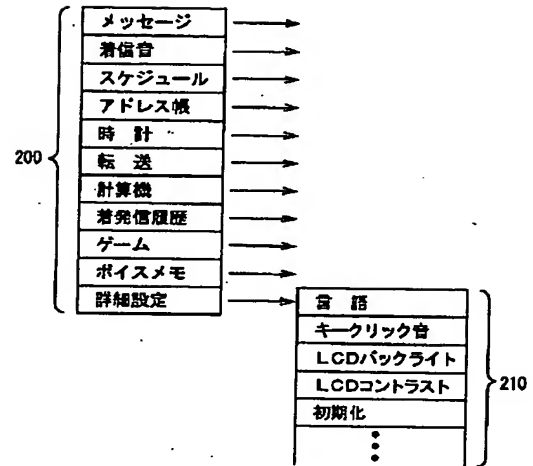 メッセージ
着信音
スケジュール
アドレス帳
時 計
転 送
計算機
着発信履歴
ゲーム
ボイスメモ
詳細設定
200
言 語
キークリック音
LCDバックライト
LCDコントラスト
初期化
210